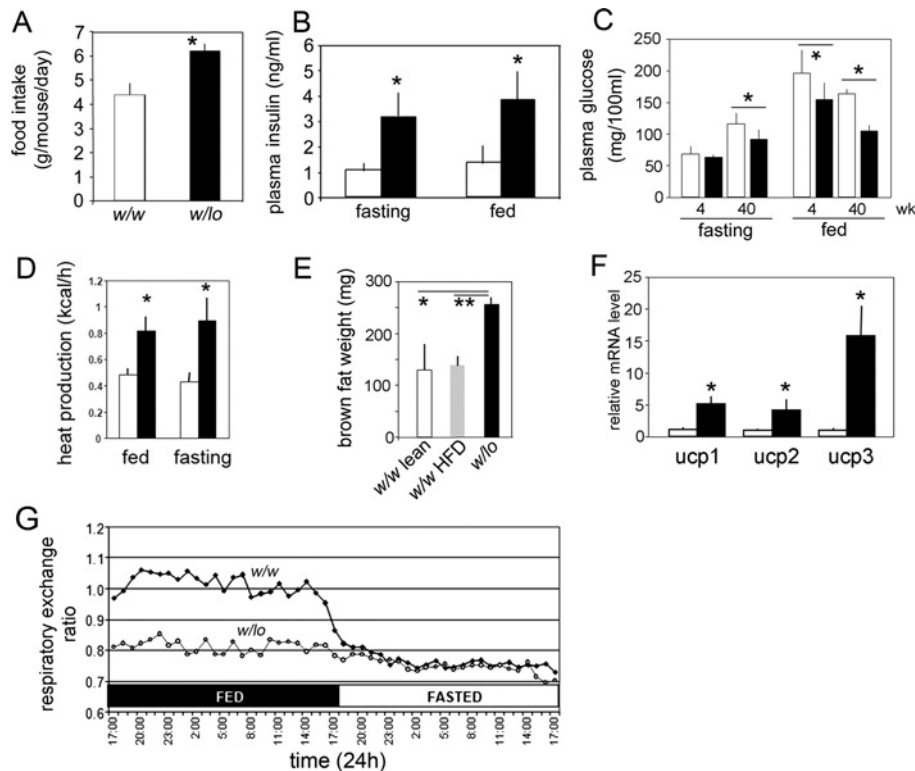 A
food intake
(g/mouse/day)
7
6
5
4
3
2
1
0
*
w/w
w/lo
B
plasma insulin (ng/ml)
6
5
4
3
2
1
0
*
*
fasting
fed
C
plasma glucose
(mg/100ml)
250
200
150
100
50
0
*
*
*
4
40
4
40
wk
fasting
fed
D
heat production (kcal/h)
1.2
1
0.8
0.6
0.4
0.2
0
*
*
fed
fasting
E
brown fat weight (mg)
300
200
100
0
*
**
w/w lean
w/w HFD
w/lo
F
relative mRNA level
25
20
15
10
5
0
*
*
*
ucp1
ucp2
ucp3
G
respiratory exchange
ratio
1.2
1.1
1.0
0.9
0.8
0.7
0.6
w/w
w/lo
FED
FASTED
17:00
20:00
23:00
2:00
5:00
8:00
11:00
14:00
17:00
20:00
23:00
2:00
5:00
8:00
11:00
14:00
17:00
time (24h)